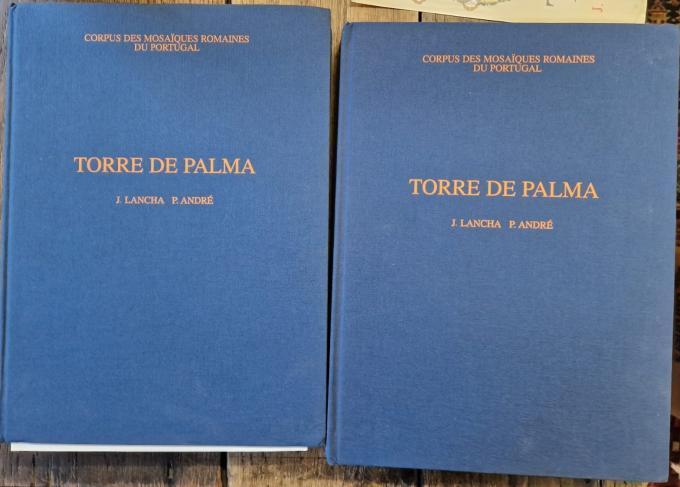 CORPUS DES MOSAÏQUES ROMAINES
DU PORTUGAL
TORRE DE PALMA
J. LANCHA P. ANDRÉ
CORPUS DES MOSAÏQUES ROMAINES
DU PORTUGAL
TORRE DE PALMA
J. LANCHA P. ANDRÉ